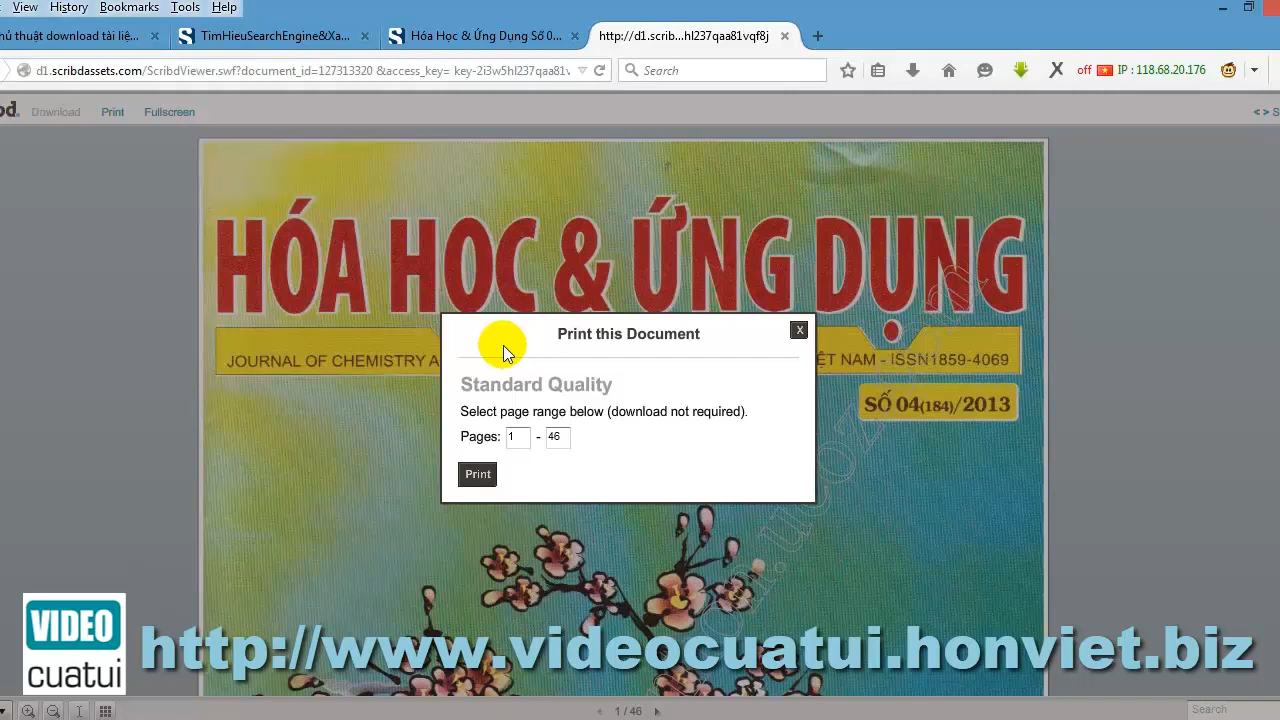 View History Bookmarks Tools Help
hủ thuật download tài liệ... TimHieuSearchEngine&Xa... Hóa Học & Ứng Dụng Số 0... http://d1.scrib...hl237qaa81vqf8j
d1.scribdassets.com/ScribdViewer.swf?document_id=127313320 &access_key= key-2i3w5hl237qaa81v Search off IP : 118.68.20.176
Download Print Fullscreen < > S
HÓA HỌC & ỨNG DỤNG
JOURNAL OF CHEMISTRY A
ỆT NAM - ISSN1859-4069
SỐ 04(184)/2013
Print this Document
X
Standard Quality
Select page range below (download not required).
Pages: 1 - 46
Print
VIDEO
cuatui
http://www.videocuatui.honviet.biz
1 / 46
Search